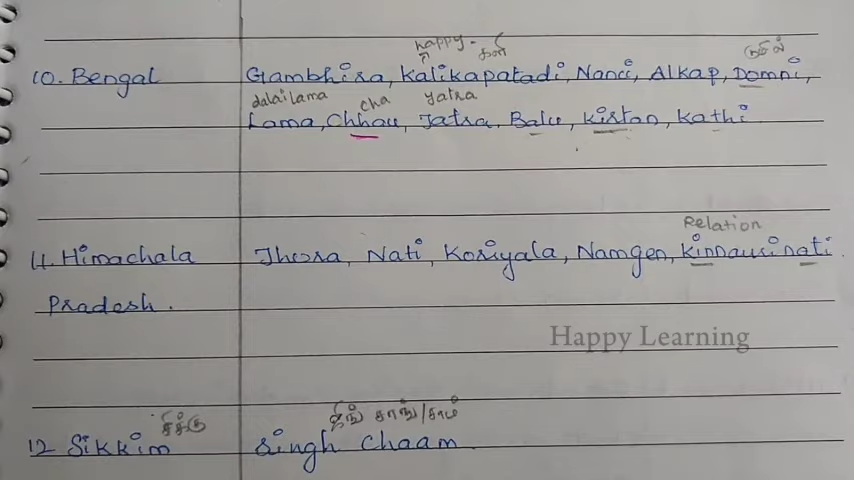 happy - களி
குயில்
10. Bengal Gambhira, Kalikapatadi, Nanci, Alkap, Domni,
dalailama cha yatra
Lama, Chhau, Jatra, Balu, Kirtan, Kathi
Relation
11. Himachala Jhora, Nati, Koriyala, Namgen, Kinnauri nati.
Pradesh.
Happy Learning
சிக்கு சிங் சாங்/சாம்
12 Sikkim Singh chaam